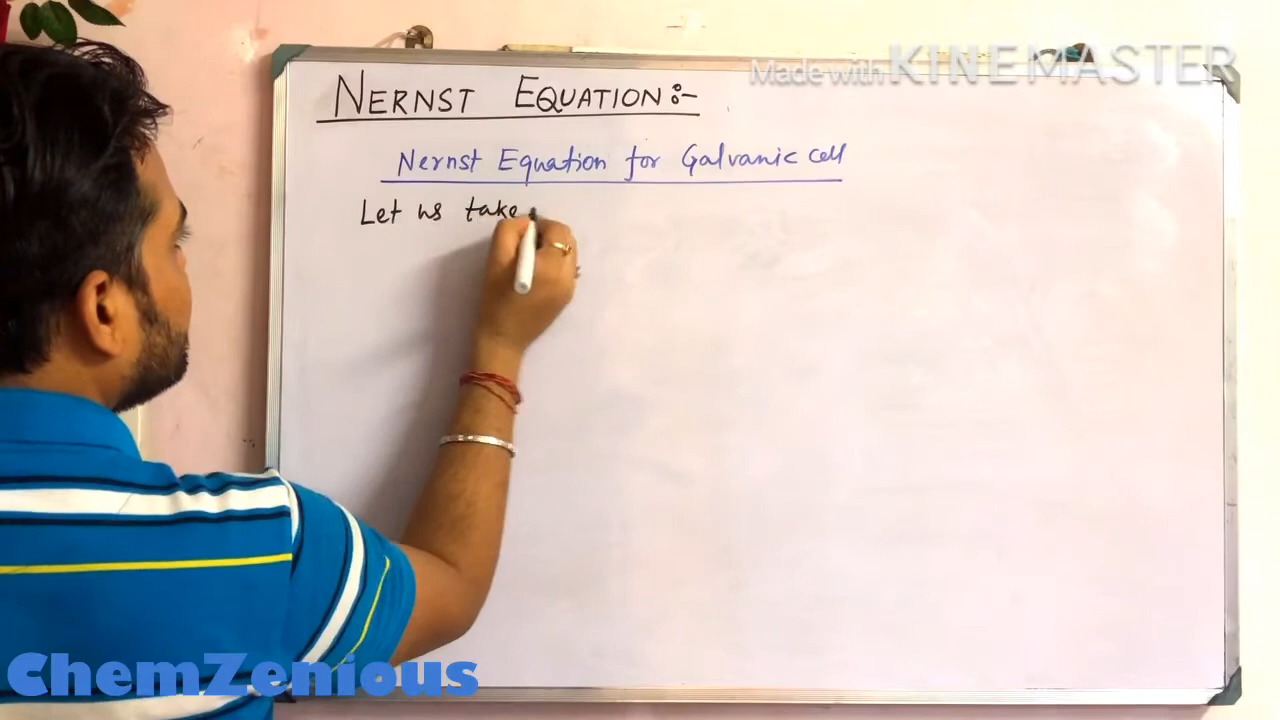 Made with KINEMASTER
NERNST EQUATION:-
Nernst Equation for Galvanic cell
Let us take
ChemZenious